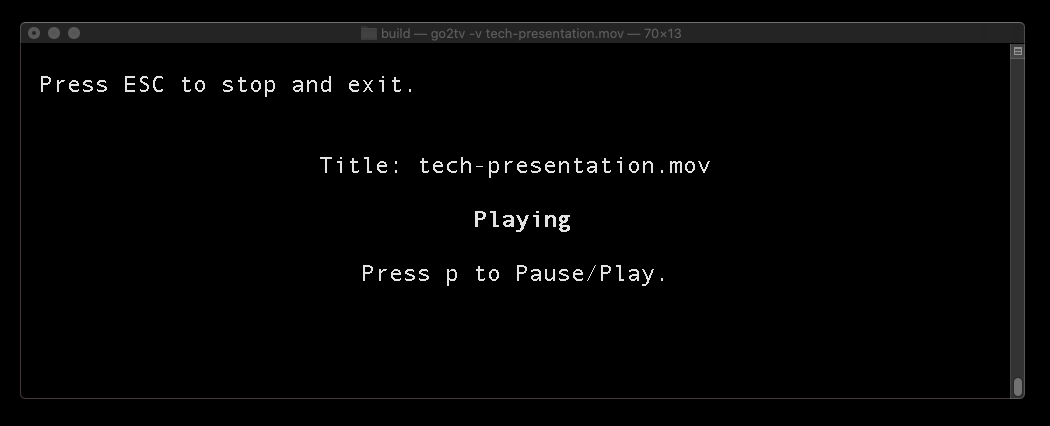 build — go2tv -v tech-presentation.mov — 70×13
Press ESC to stop and exit.
Title: tech-presentation.mov
Playing
Press p to Pause/Play.